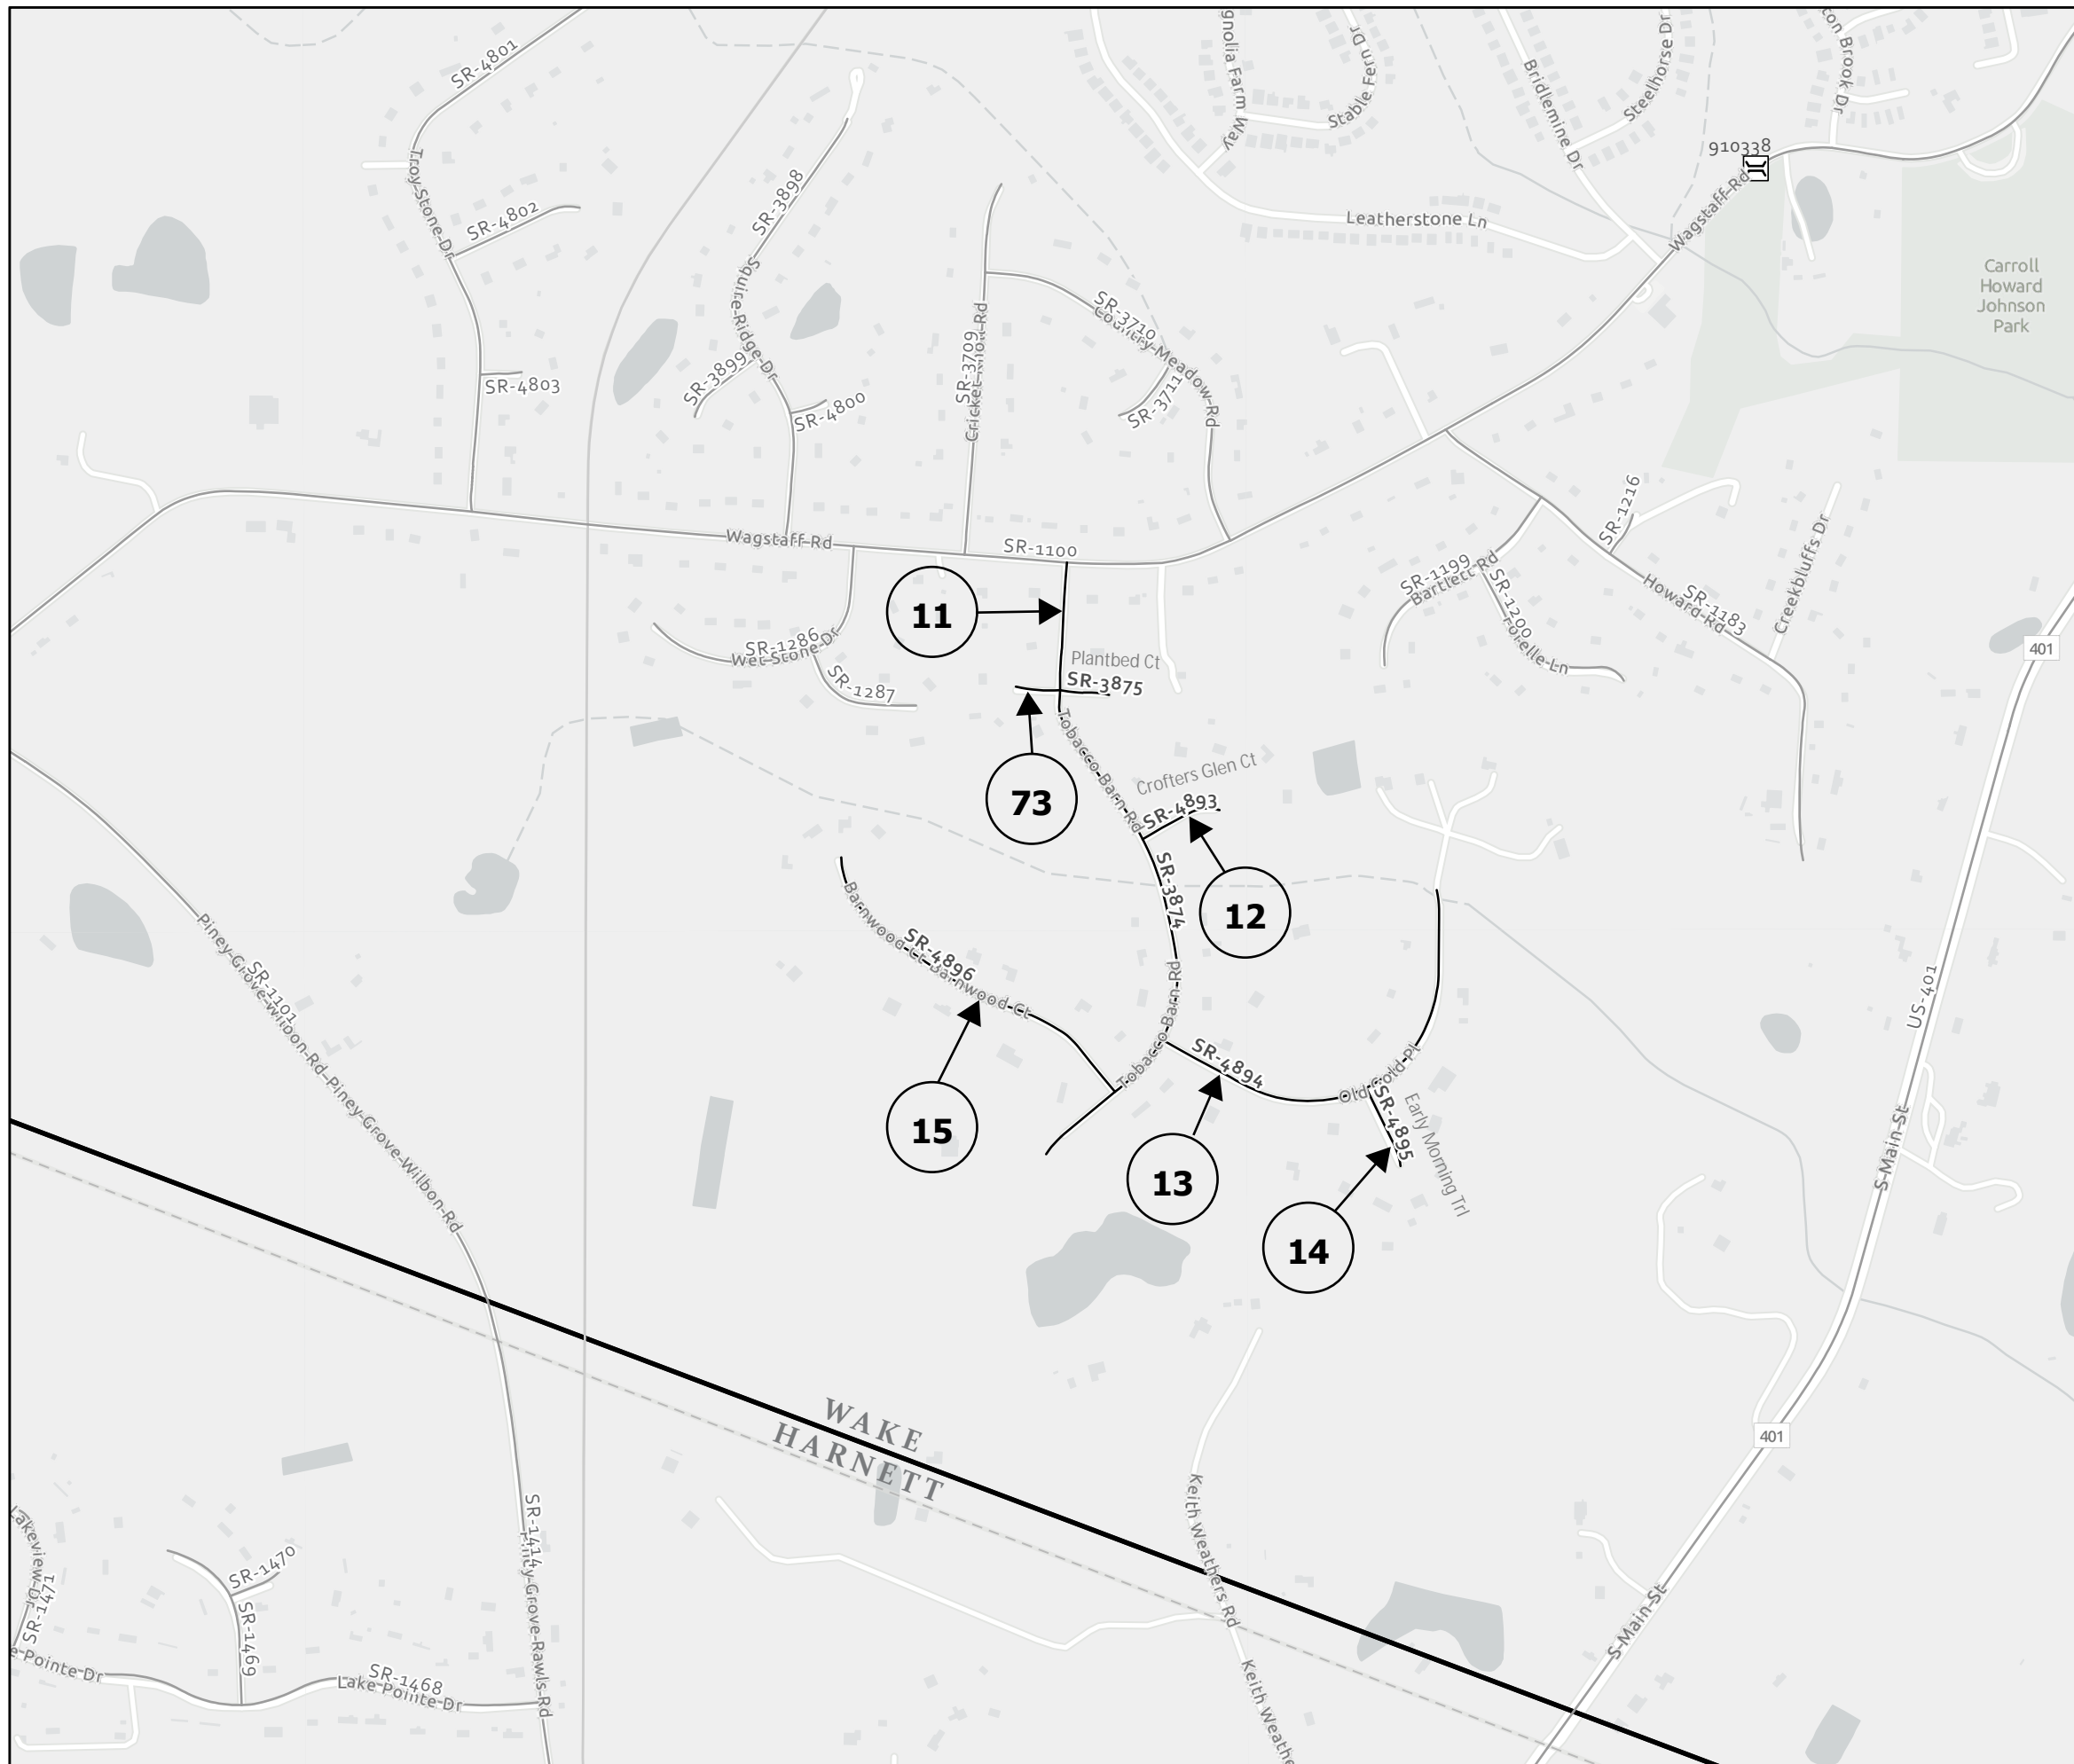 SR-4801
gnolia Farm Way
Stable Fern Dr
Bridlemine Dr
Steelhorse Dr
ton Brook Dr
910338
Troy Stone Dr
SR-4802
SR-3898
Leatherstone Ln
Wagstaff Rd
Carroll
Howard
Johnson
Park
Squire Ridge Dr
SR-3710
Country Meadow Rd
SR-3709
Cricket Knoll Rd
SR-4803
SR-3899
SR-4800
SR-3711
Wagstaff Rd
SR-1100
SR-1216
SR-1199
Bartlett Rd
SR-1200
Forelle Ln
Howard Rd
SR-1183
Creekbluffs Dr
401
11
SR-1286
Wet Stone Dr
SR-1287
Plantbed Ct
SR-3875
Tobacco Barn Rd
73
Crofters Glen Ct
SR-4893
SR-3874
12
Barnwood Ct
SR-4896
Barnwood Ct
Tobacco Barn Rd
Piney Grove-Wilbon Rd
SR-1101
Piney Grove Wilbon Rd
US-401
SR-4894
Old Gold Pl
SR-4895
Early Morning Trl
S Main St
15
13
14
WAKE
HARNETT
401
Keith Weathers Rd
Keith Weathe
S Main St
SR-1414
Piney Grove-Rawls Rd
Lakeview Dr
SR-1471
SR-1470
SR-1469
e Pointe Dr
SR-1468
Lake Pointe Dr